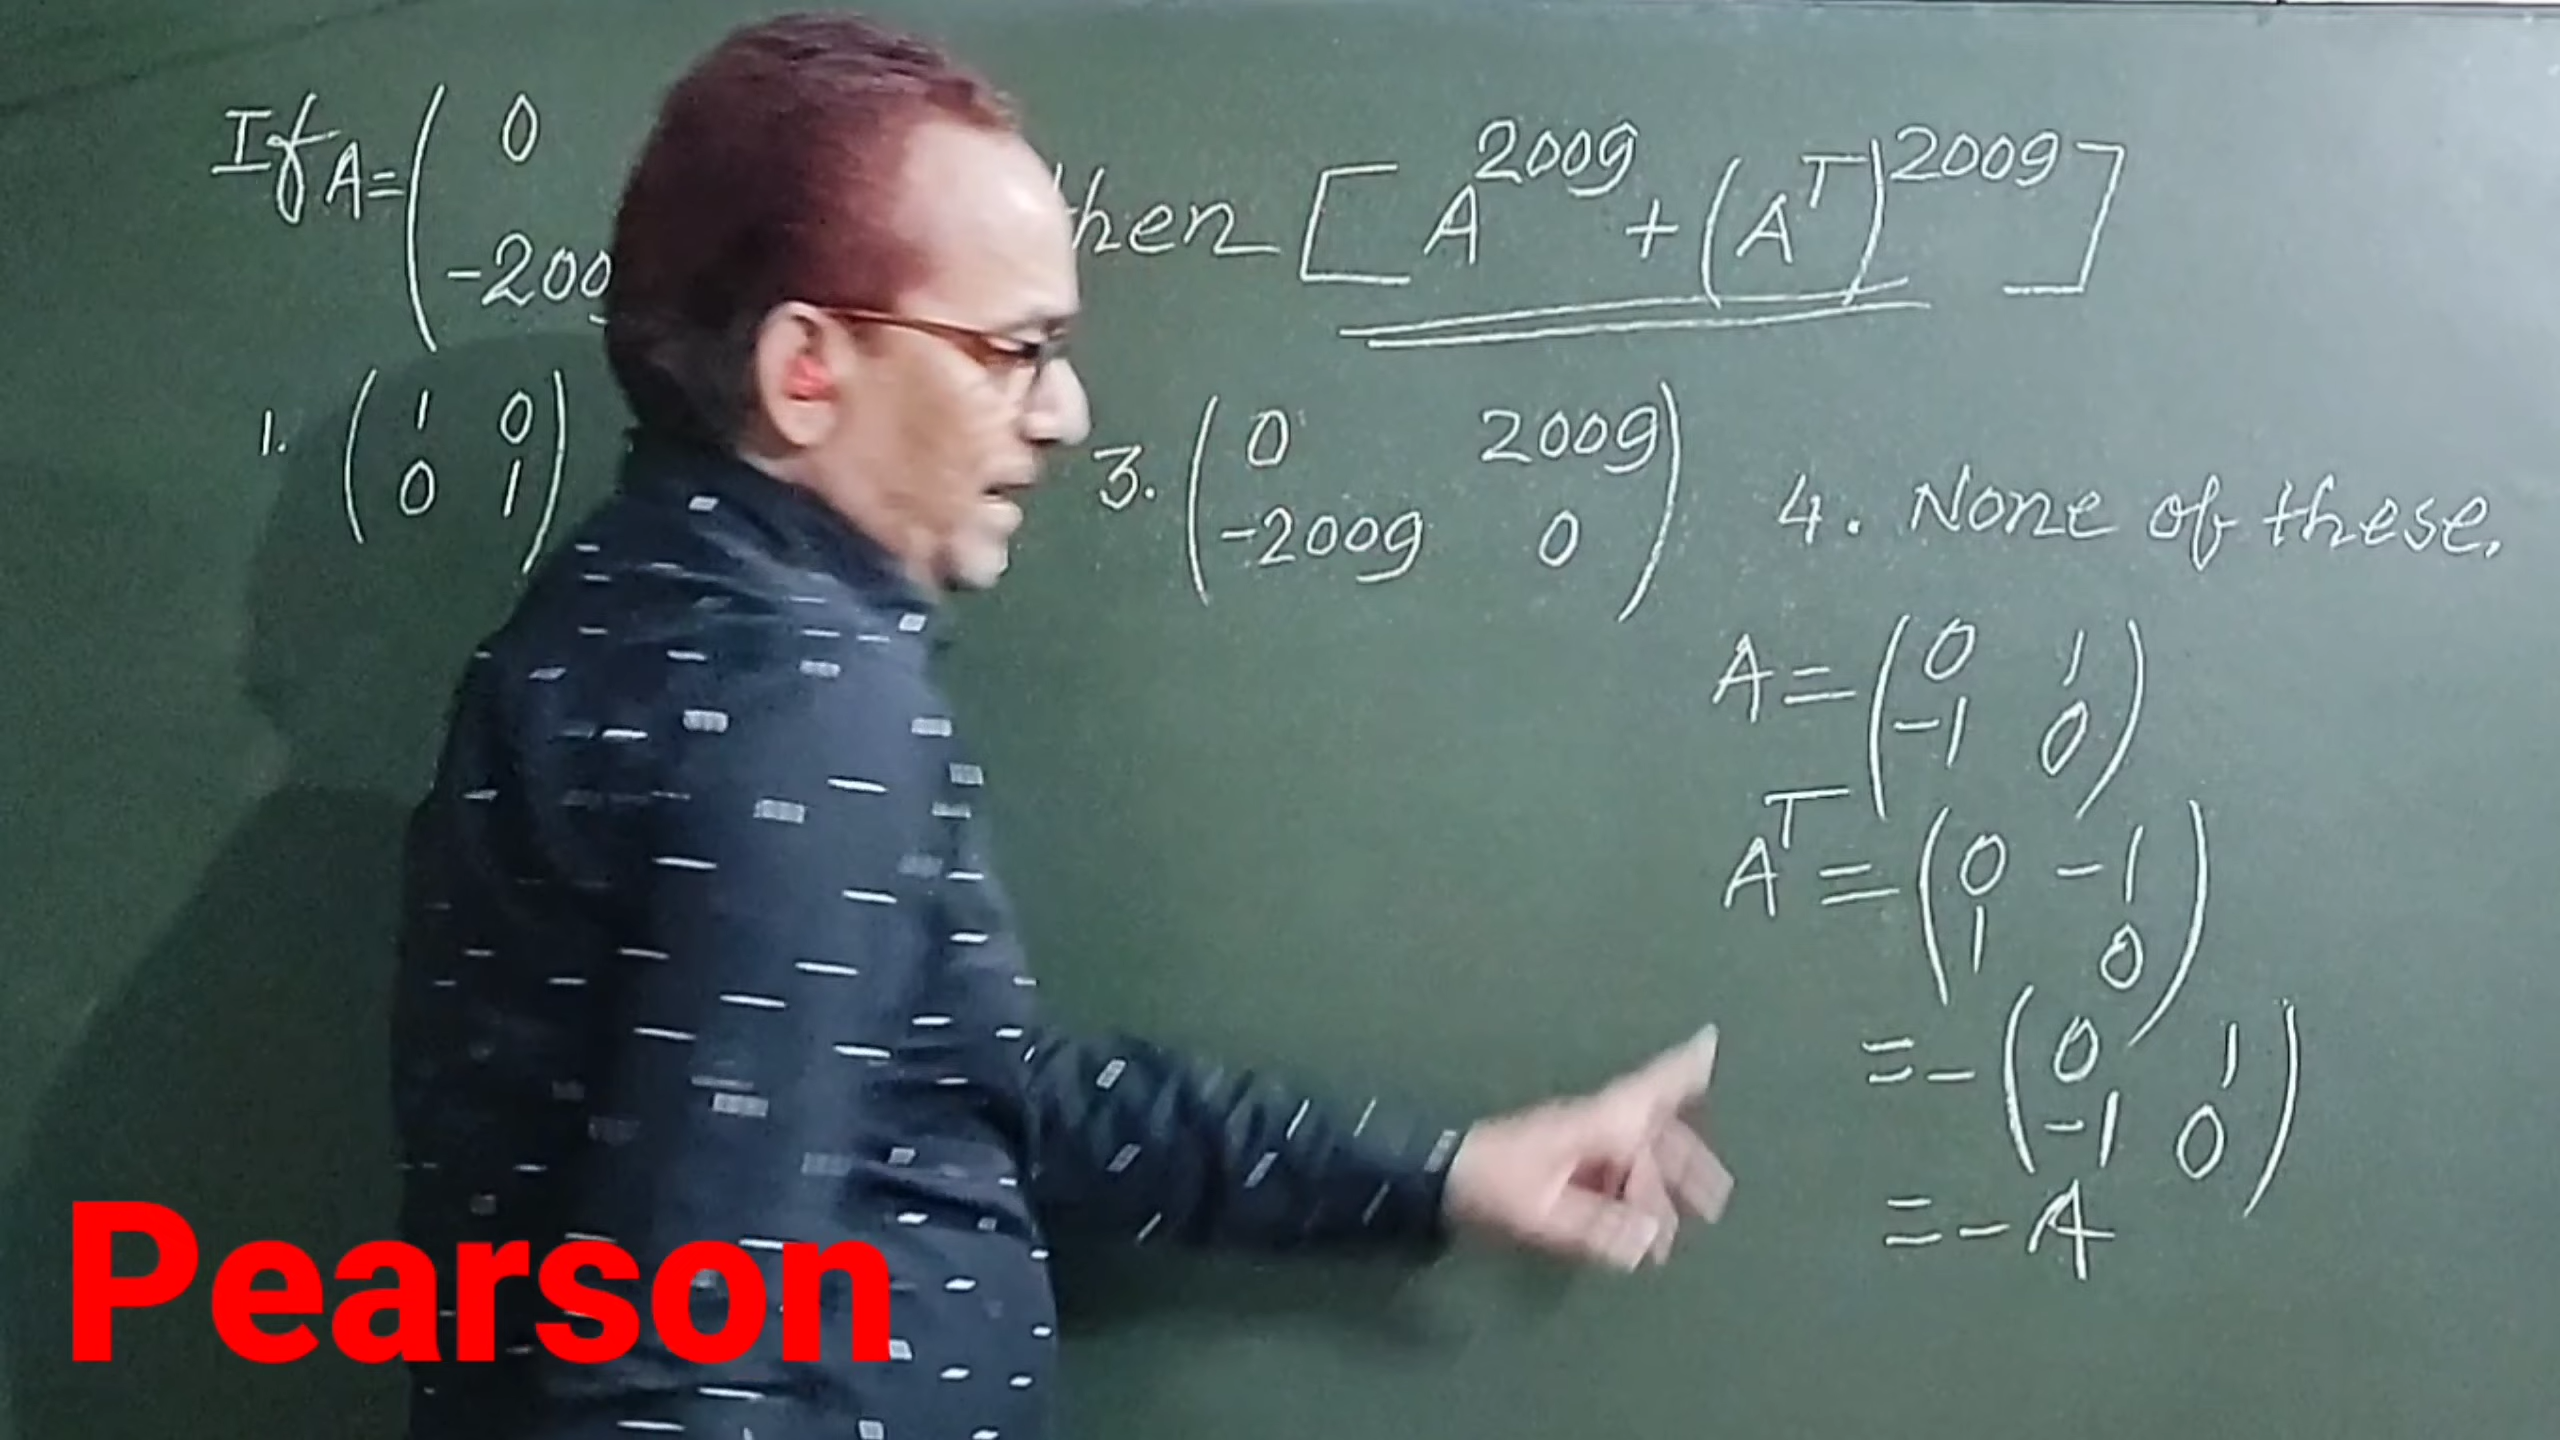 If A = ( 0
-2009
then [ A^2009 + (A^T)^2009 ]
1. ( 1 0
0 1 )
3. ( 0 2009
-2009 0 )
4. None of these.
A = ( 0 1
-1 0 )
A^T = ( 0 -1
1 0 )
= - ( 0 1
-1 0 )
= - A
Pearson